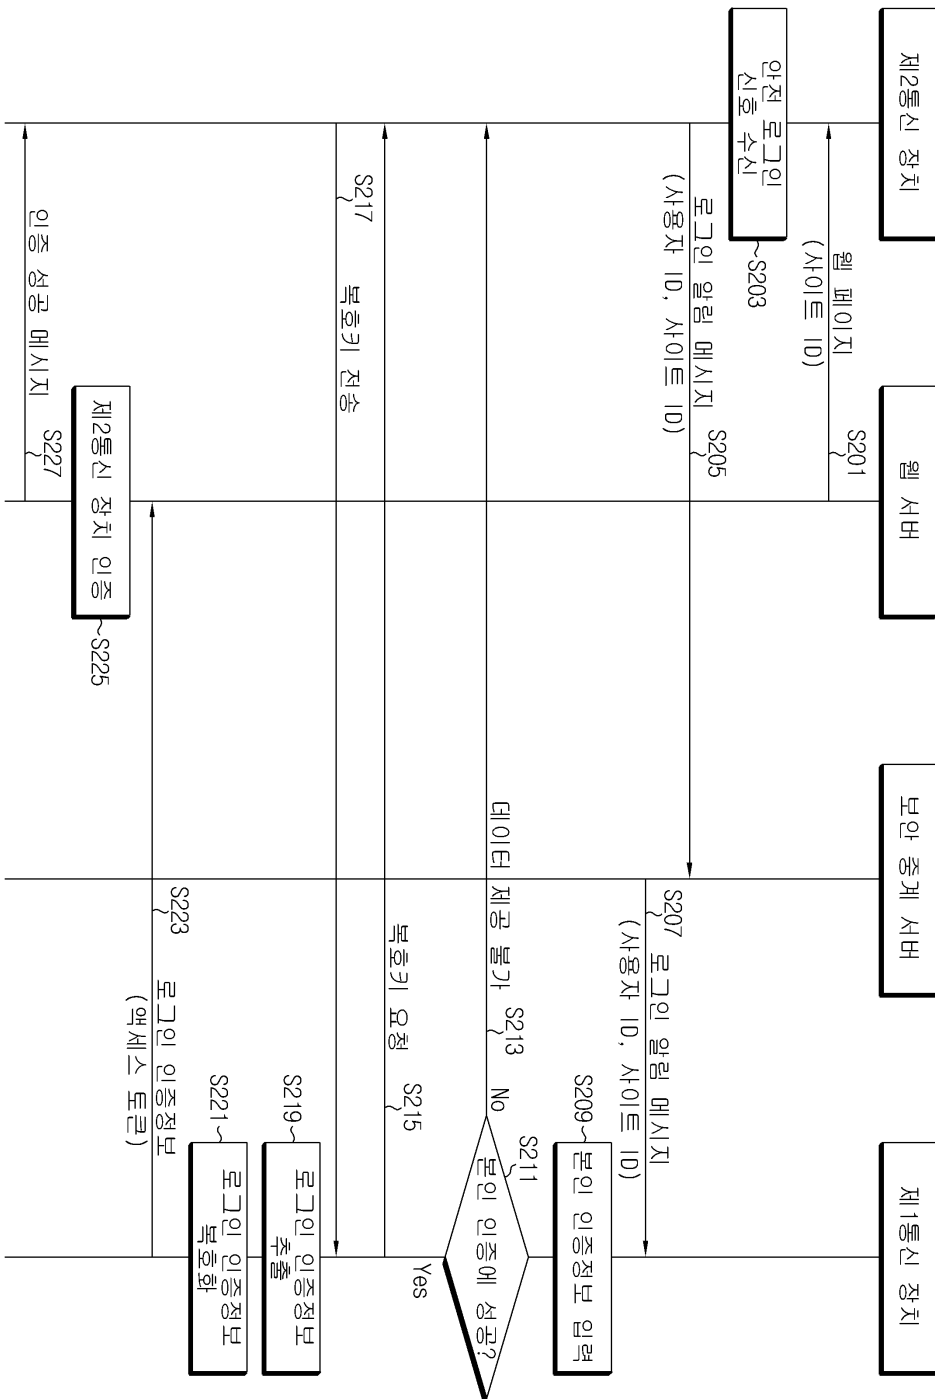 제2통신 장치
웹 서버
보안 중계 서버
제1통신 장치
웹 페이지
(사이트 ID)
S201
안전 로그인
신호 수신
S203
로그인 알림 메시지
(사용자 ID, 사이트 ID)
S205
S207
로그인 알림 메시지
(사용자 ID, 사이트 ID)
S209
본인 인증정보 입력
S211
본인 인증에 성공?
No
S213
데이터 제공 불가
Yes
복호키 요청
S215
S217
복호키 전송
S219
로그인 인증정보
추출
S221
로그인 인증정보
복호화
S223
로그인 인증정보
(액세스 토큰)
제2통신 장치 인증
S225
인증 성공 메시지
S227